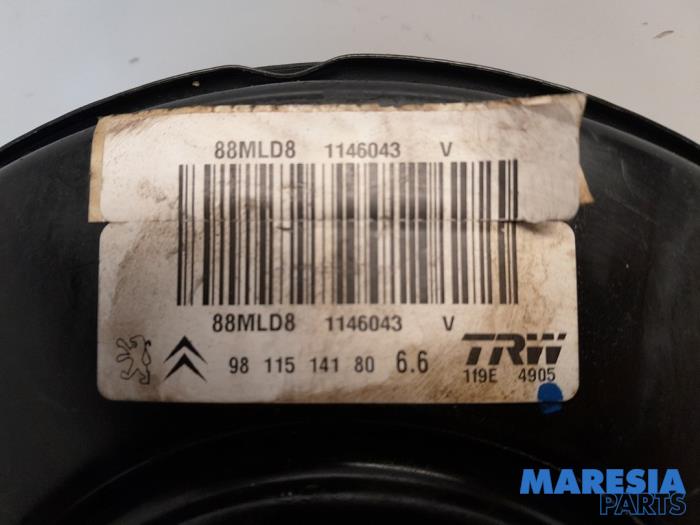 88MLD8 1146043 V
88MLD8 1146043 V
98 115 141 80 6.6
TRW
119E 4905
MARESIA
PARTS